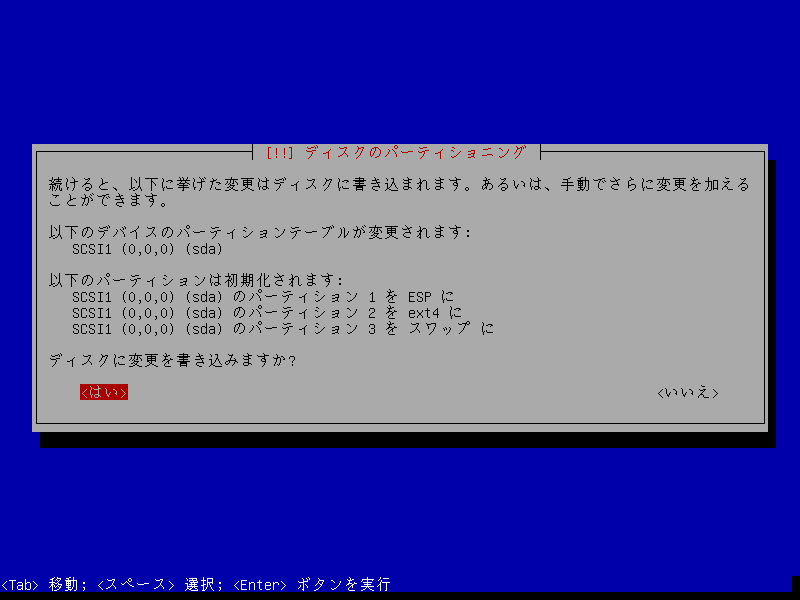 [!!] ディスクのパーティショニング
続けると、以下に挙げた変更はディスクに書き込まれます。あるいは、手動でさらに変更を加える
ことができます。
以下のデバイスのパーティションテーブルが変更されます:
SCSI1 (0,0,0) (sda)
以下のパーティションは初期化されます:
SCSI1 (0,0,0) (sda) のパーティション 1 を ESP に
SCSI1 (0,0,0) (sda) のパーティション 2 を ext4 に
SCSI1 (0,0,0) (sda) のパーティション 3 を スワップ に
ディスクに変更を書き込みますか?
<はい> <いいえ>
<Tab> 移動; <スペース> 選択; <Enter> ボタンを実行